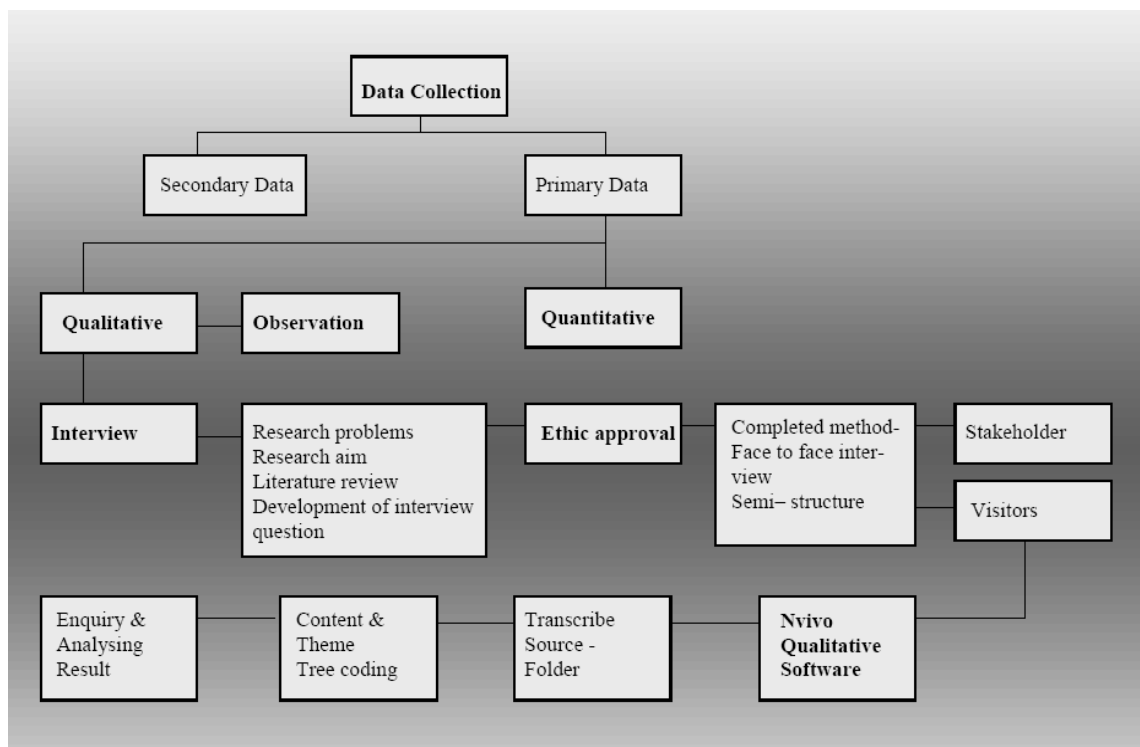 Data Collection
Secondary Data
Primary Data
Qualitative
Observation
Quantitative
Interview
Research problems
Research aim
Literature review
Development of interview
question
Ethic approval
Completed method-
Face to face inter-
view
Semi– structure
Stakeholder
Visitors
Enquiry &
Analysing
Result
Content &
Theme
Tree coding
Transcribe
Source -
Folder
Nvivo
Qualitative
Software